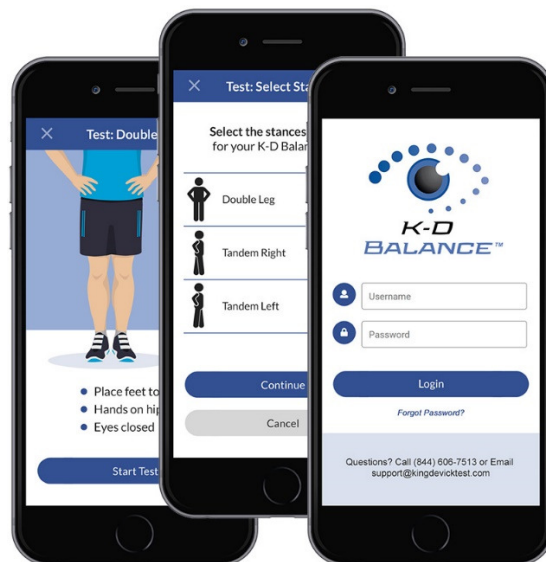 Test: Double
Place feet to
Hands on hip
Eyes closed
Start Test
Test: Select Sta
Select the stances
for your K-D Balan
Double Leg
Tandem Right
Tandem Left
Continue
Cancel
K-D
BALANCE™
Username
Password
Login
Forgot Password?
Questions? Call (844) 606-7513 or Email
support@kingdevicktest.com